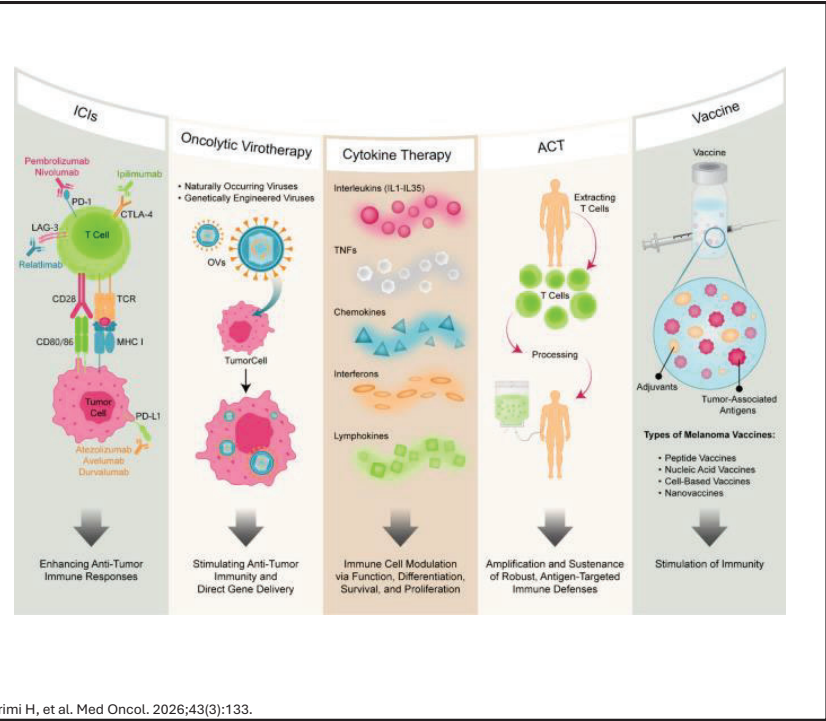 ICIs
Pembrolizumab
Nivolumab
Ipilimumab
PD-1
CTLA-4
LAG-3
T Cell
Relatlimab
CD28
TCR
CD80/86
MHC I
Tumor
Cell
PD-L1
Atezolizumab
Avelumab
Durvalumab
Enhancing Anti-Tumor
Immune Responses
Oncolytic Virotherapy
• Naturally Occurring Viruses
• Genetically Engineered Viruses
OVs
TumorCell
Stimulating Anti-Tumor
Immunity and
Direct Gene Delivery
Cytokine Therapy
Interleukins (IL1-IL35)
TNFs
Chemokines
Interferons
Lymphokines
Immune Cell Modulation
via Function, Differentiation,
Survival, and Proliferation
ACT
Extracting
T Cells
T Cells
Processing
Amplification and Sustenance
of Robust, Antigen-Targeted
Immune Defenses
Vaccine
Vaccine
Adjuvants
Tumor-Associated
Antigens
Types of Melanoma Vaccines:
• Peptide Vaccines
• Nucleic Acid Vaccines
• Cell-Based Vaccines
• Nanovaccines
Stimulation of Immunity
rimi H, et al. Med Oncol. 2026;43(3):133.